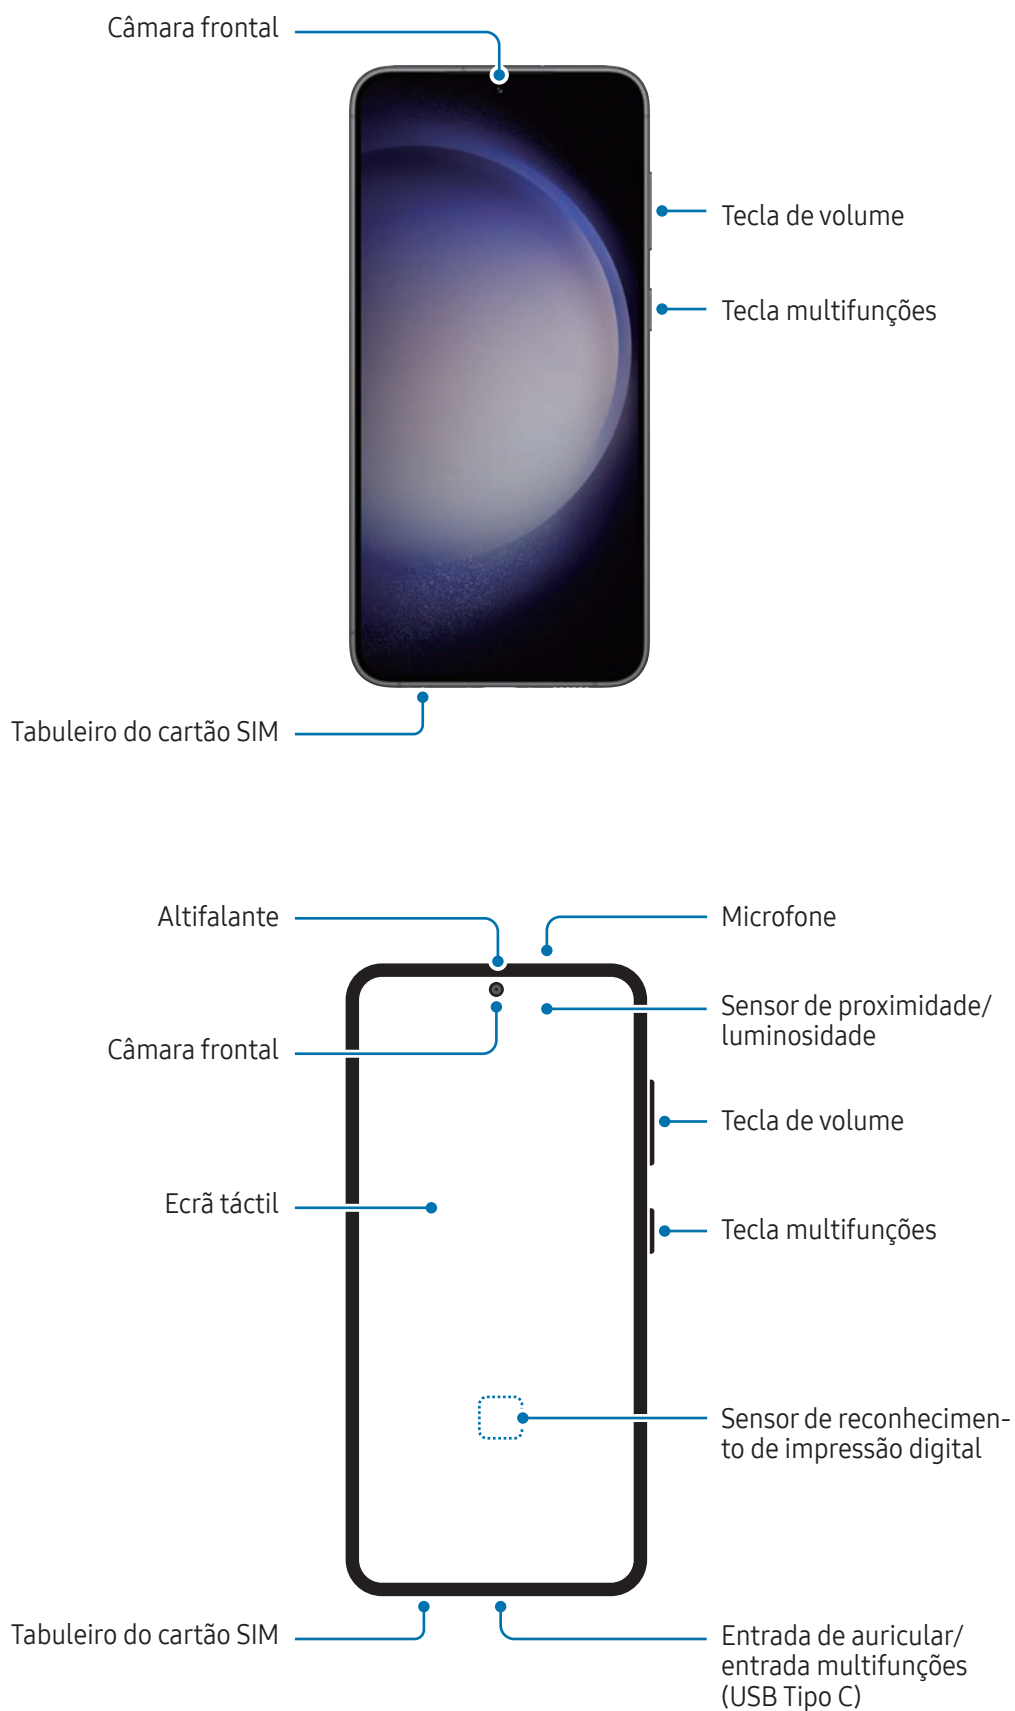 Câmara frontal
Tecla de volume
Tecla multifunções
Tabuleiro do cartão SIM
Altifalante
Microfone
Sensor de proximidade/
luminosidade
Câmara frontal
Tecla de volume
Ecrã táctil
Tecla multifunções
Sensor de reconhecimen-
to de impressão digital
Tabuleiro do cartão SIM
Entrada de auricular/
entrada multifunções
(USB Tipo C)